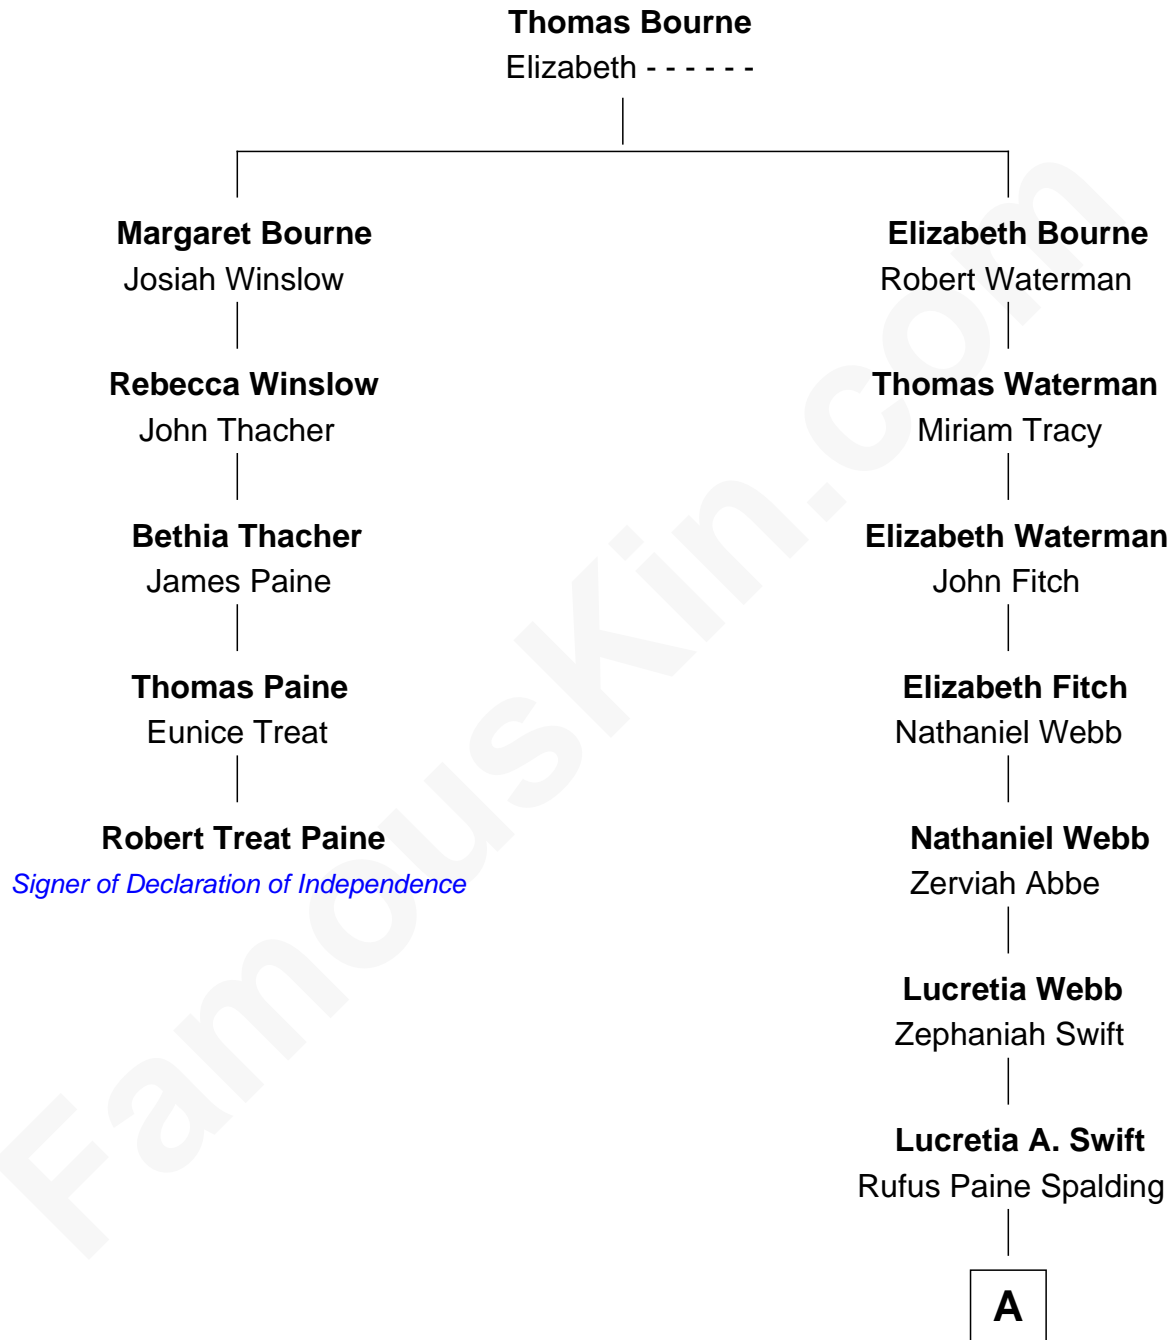 Thomas Bourne
Elizabeth - - - - - -
Margaret Bourne
Josiah Winslow
Rebecca Winslow
John Thacher
Bethia Thacher
James Paine
Thomas Paine
Eunice Treat
Robert Treat Paine
Signer of Declaration of Independence
Elizabeth Bourne
Robert Waterman
Thomas Waterman
Miriam Tracy
Elizabeth Waterman
John Fitch
Elizabeth Fitch
Nathaniel Webb
Nathaniel Webb
Zerviah Abbe
Lucretia Webb
Zephaniah Swift
Lucretia A. Swift
Rufus Paine Spalding
A
FamousKin.com